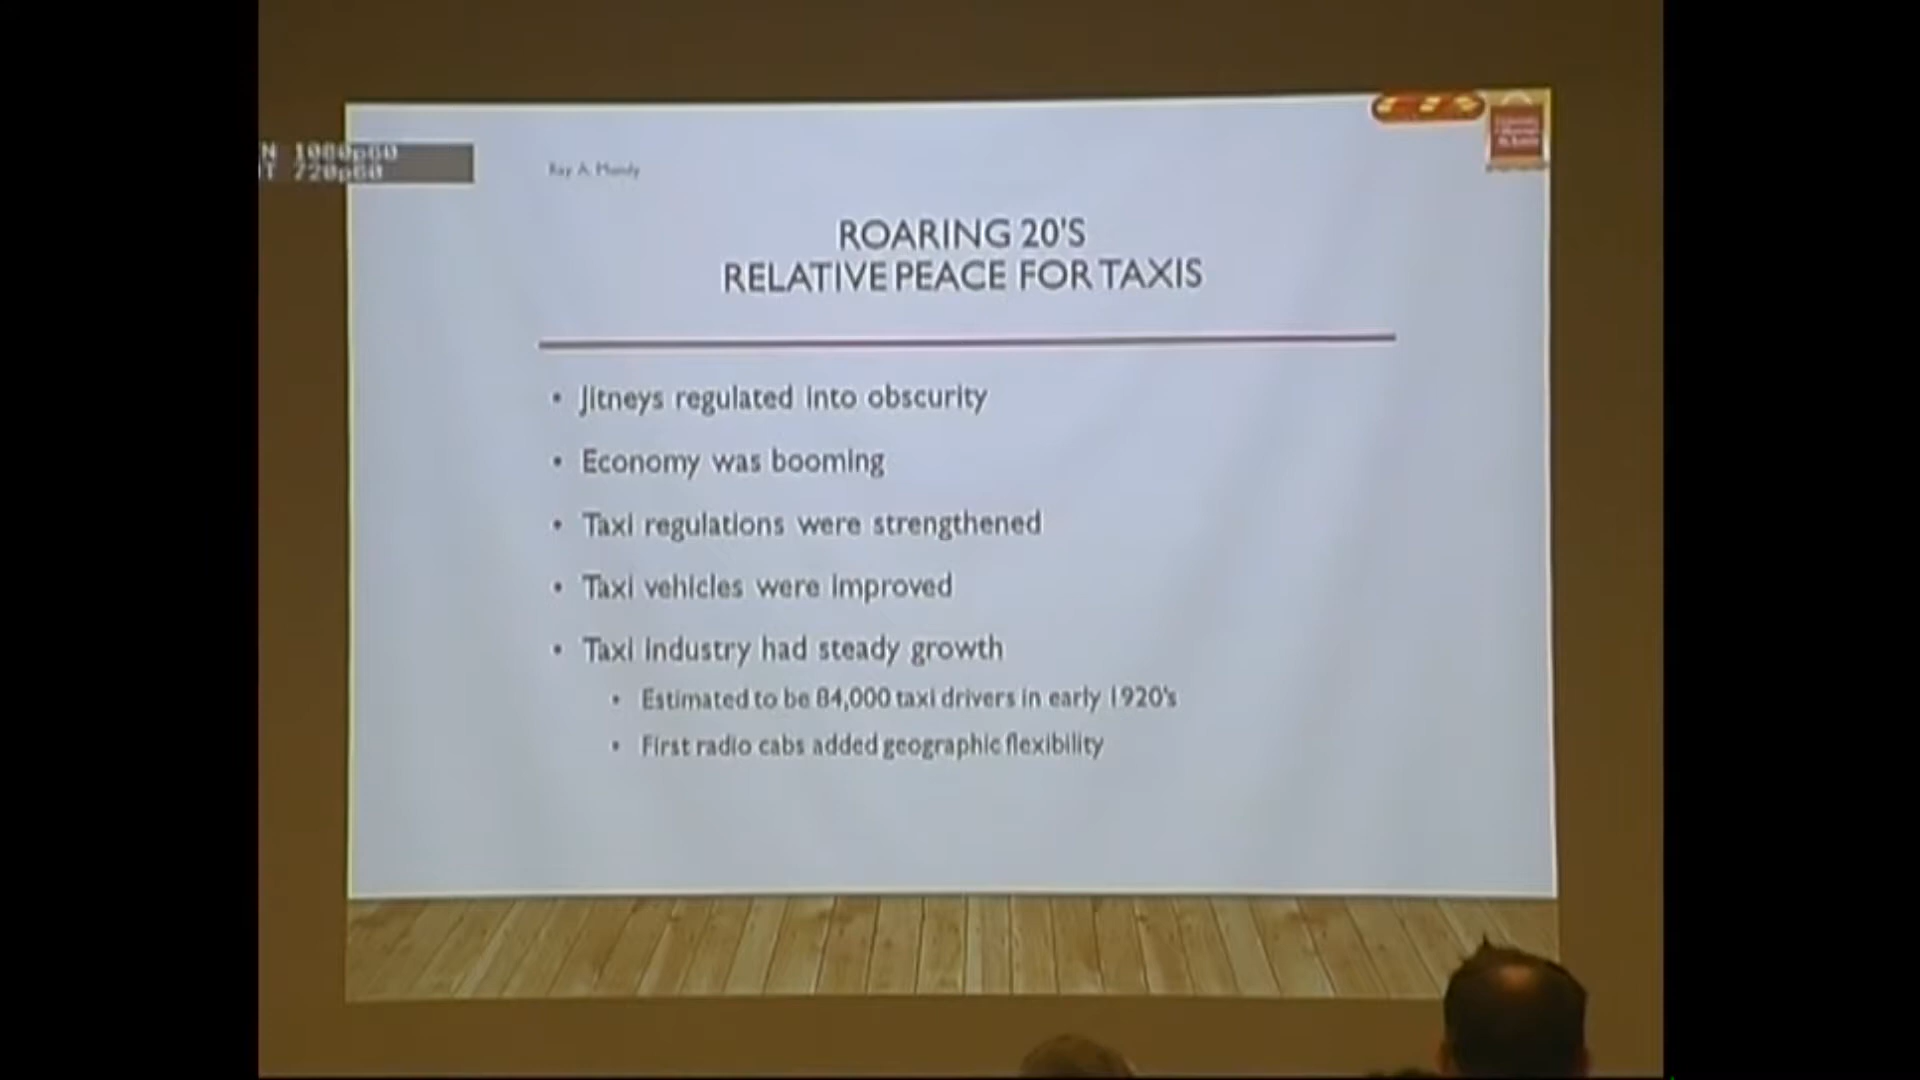 N 1080p60
T 720p60
Ray A. Mundy
ROARING 20'S
RELATIVE PEACE FOR TAXIS
• Jitneys regulated into obscurity
• Economy was booming
• Taxi regulations were strengthened
• Taxi vehicles were improved
• Taxi industry had steady growth
• Estimated to be 84,000 taxi drivers in early 1920's
• First radio cabs added geographic flexibility